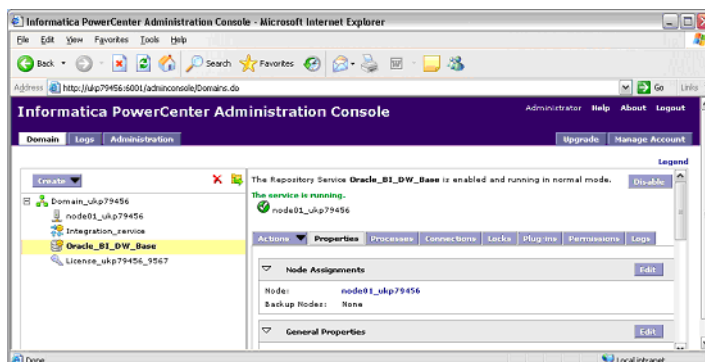 Informatica PowerCenter Administration Console - Microsoft Internet Explorer
File Edit View Favorites Tools Help
Back Search Favorites
Address http://ukp79456:6001/adminconsole/Domains.do Go Links
Informatica PowerCenter Administration Console Administrator Help About Logout
Domain Logs Administration Upgrade Manage Account
Legend
Create
Domain_ukp79456
node01_ukp79456
Integration_service
Oracle_BI_DW_Base
License_ukp79456_9567
The Repository Service Oracle_BI_DW_Base is enabled and running in normal mode. Disable
The service is running.
node01_ukp79456
Actions Properties Processes Connections Locks Plug-ins Permissions Logs
Node Assignments Edit
Node: node01_ukp79456
Backup Nodes: None
General Properties Edit
Done Local intranet